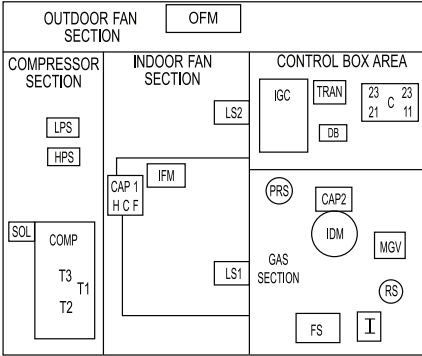 OUTDOOR FAN
SECTION
OFM
COMPRESSOR
SECTION
LPS
HPS
SOL
COMP
T3
T1
T2
INDOOR FAN
SECTION
LS2
IFM
CAP 1
H C F
LS1
CONTROL BOX AREA
IGC
TRAN
DB
23 C 23
21 11
PRS
CAP2
IDM
MGV
GAS
SECTION
RS
FS
I